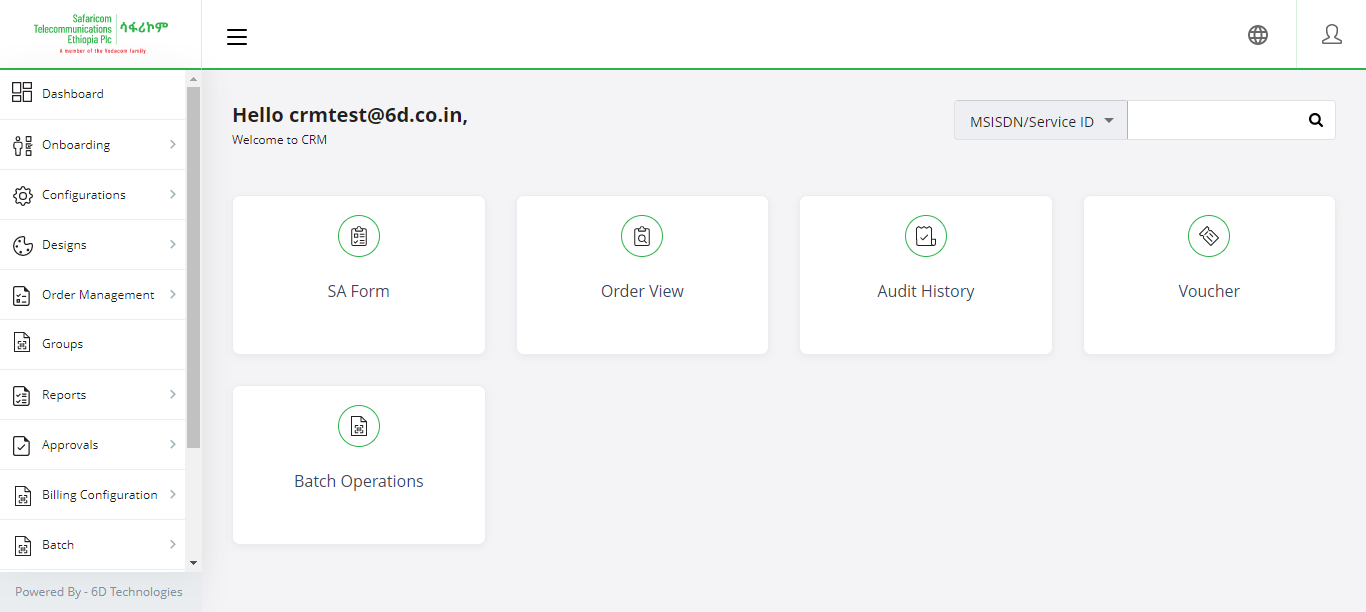 Safaricom
Telecommunications
Ethiopia Plc
ሳፋሪኮም
A member of the Vodacom family
Dashboard
Onboarding
Configurations
Designs
Order Management
Groups
Reports
Approvals
Billing Configuration
Batch
Powered By - 6D Technologies
Hello crmtest@6d.co.in,
Welcome to CRM
MSISDN/Service ID
SA Form
Order View
Audit History
Voucher
Batch Operations